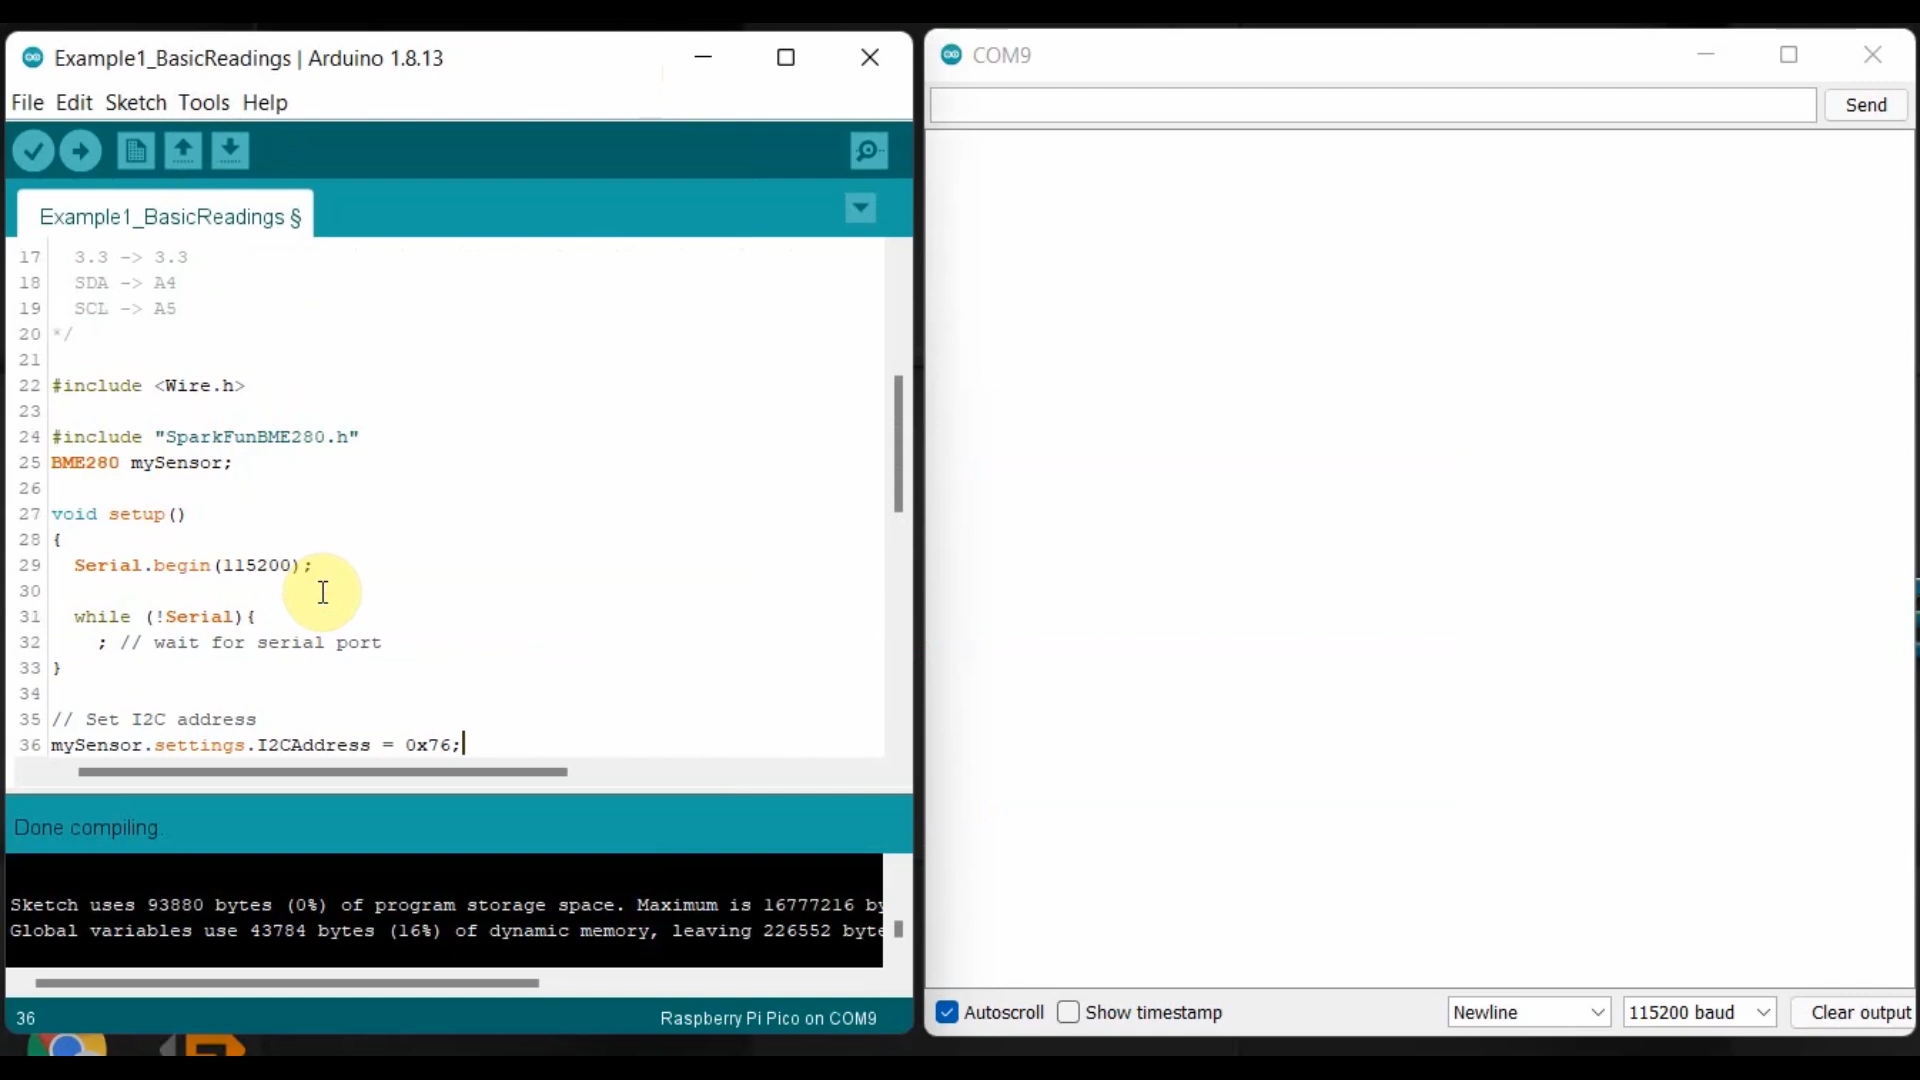 Example1_BasicReadings | Arduino 1.8.13
File Edit Sketch Tools Help
Example1_BasicReadings §
17 3.3 -> 3.3
18 SDA -> A4
19 SCL -> A5
20 */
21
22 #include <Wire.h>
23
24 #include "SparkFunBME280.h"
25 BME280 mySensor;
26
27 void setup()
28 {
29 Serial.begin(115200);
30
31 while (!Serial){
32 ; // wait for serial port
33 }
34
35 // Set I2C address
36 mySensor.settings.I2CAddress = 0x76;
Done compiling.
Sketch uses 93880 bytes (0%) of program storage space. Maximum is 16777216 by
Global variables use 43784 bytes (16%) of dynamic memory, leaving 226552 byte
36
Raspberry Pi Pico on COM9
COM9
Send
Autoscroll
Show timestamp
Newline
115200 baud
Clear output